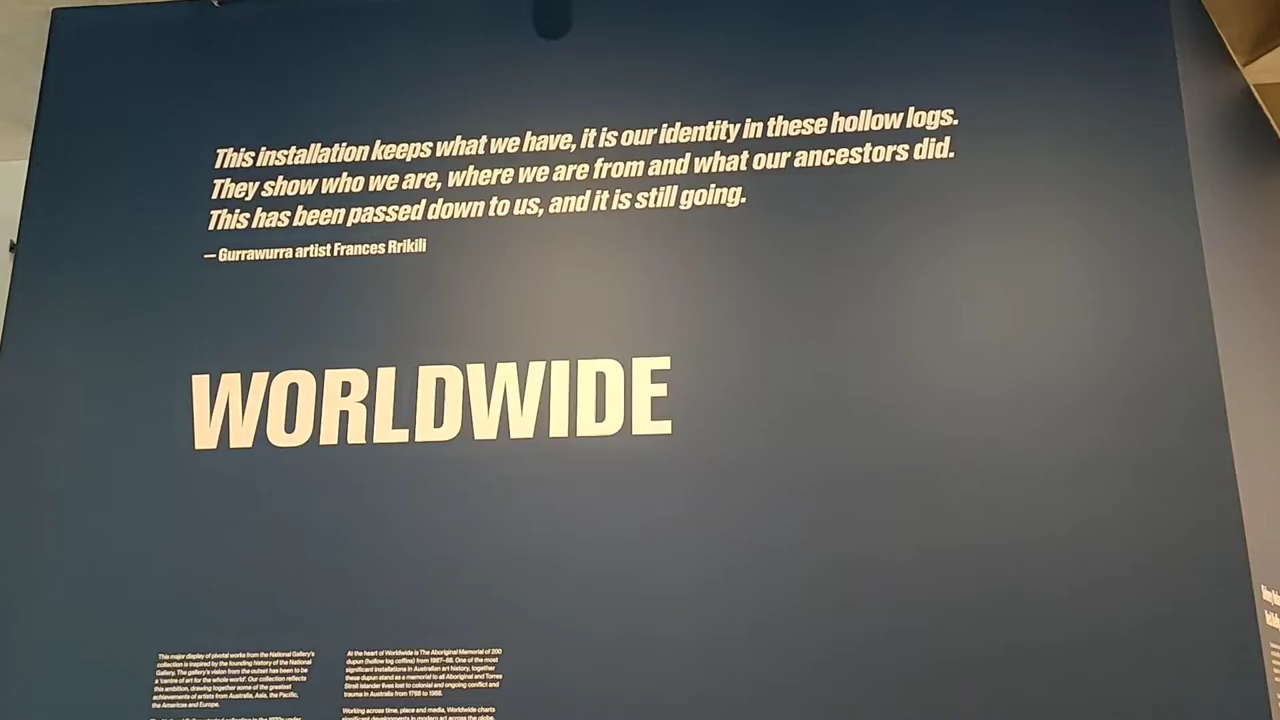 This installation keeps what we have, it is our identity in these hollow logs.
They show who we are, where we are from and what our ancestors did.
This has been passed down to us, and it is still going.
— Gurrawurra artist Frances Rrikili
WORLDWIDE
This major display of pivotal works from the National Gallery's
collection is inspired by the founding history of the National
Gallery. The gallery's vision from the outset has been to be
a 'centre of art for the whole world'. Our collection reflects
this ambition, drawing together some of the greatest
achievements of artists from Australia, Asia, the Pacific,
the Americas and Europe.
At the heart of Worldwide is The Aboriginal Memorial of 200
dupun (hollow log coffins) from 1987–88. One of the most
significant installations in Australian art history, together
these dupun stand as a memorial to all Aboriginal and Torres
Strait Islander lives lost to colonial and ongoing conflict and
trauma in Australia from 1788 to 1988.
Working across time, place and media, Worldwide charts
significant developments in modern art across the globe.